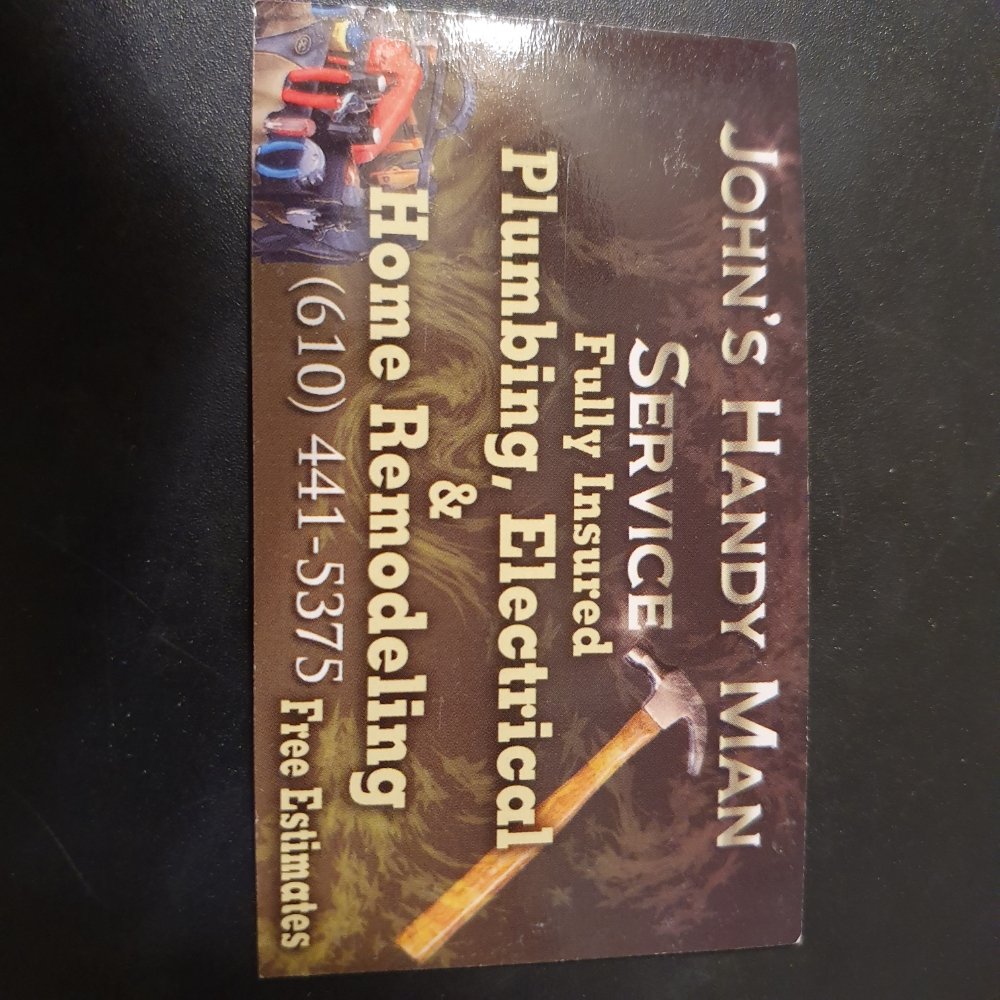 JOHN'S HANDY MAN
SERVICE
Fully Insured
Plumbing, Electrical
&
Home Remodeling
(610) 441-5375 Free Estimates